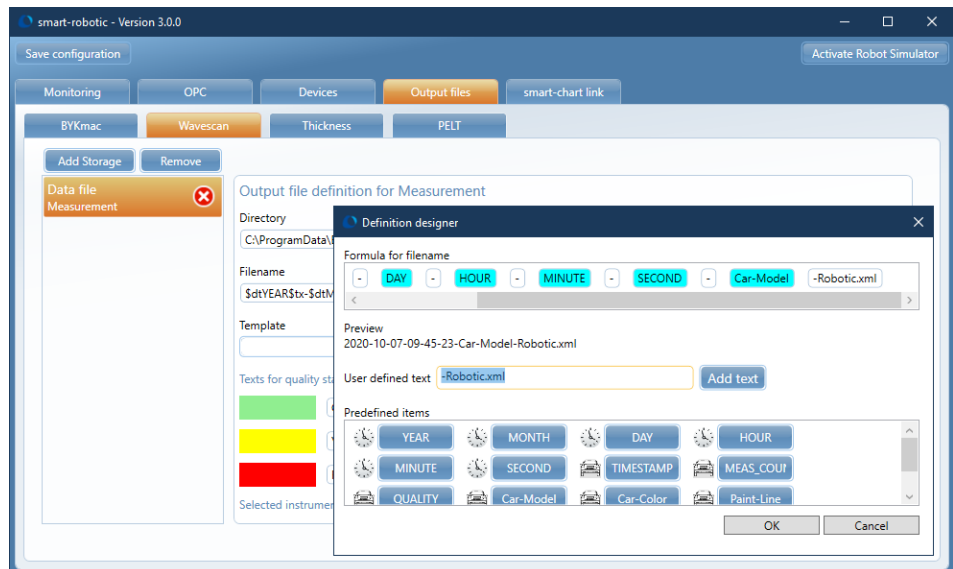 smart-robotic - Version 3.0.0
Save configuration
Activate Robot Simulator
Monitoring OPC Devices Output files smart-chart link
BYKmac Wavescan Thickness PELT
Add Storage Remove
Data file
Measurement
Output file definition for Measurement
Directory
C:\ProgramData\
Filename
$dtYEAR$tx-$dtM
Template
Texts for quality sta
Selected instrumen
Definition designer
Formula for filename
- DAY - HOUR - MINUTE - SECOND - Car-Model -Robotic.xml
Preview
2020-10-07-09-45-23-Car-Model-Robotic.xml
User defined text -Robotic.xml Add text
Predefined items
YEAR MONTH DAY HOUR
MINUTE SECOND TIMESTAMP MEAS_COUN
QUALITY Car-Model Car-Color Paint-Line
OK Cancel